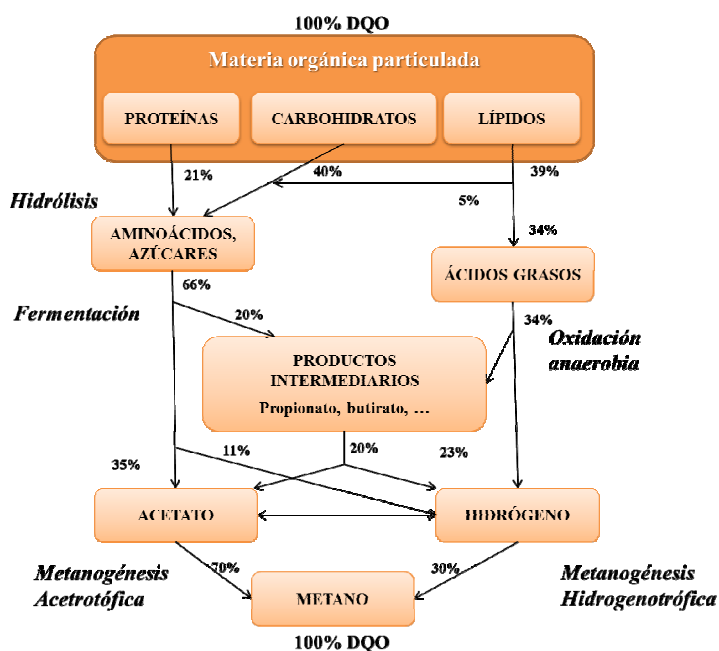 100% DQO
Materia orgánica particulada
PROTEÍNAS
CARBOHIDRATOS
LÍPIDOS
21%
40%
39%
Hidrólisis
5%
AMINOÁCIDOS,
AZÚCARES
34%
ÁCIDOS GRASOS
66%
Fermentación
20%
34%
Oxidación
anaerobia
PRODUCTOS
INTERMEDIARIOS
Propionato, butirato, ...
35%
11%
20%
23%
ACETATO
HIDRÓGENO
Metanogénesis
Acetrotófica
70%
30%
Metanogénesis
Hidrogenotrófica
METANO
100% DQO